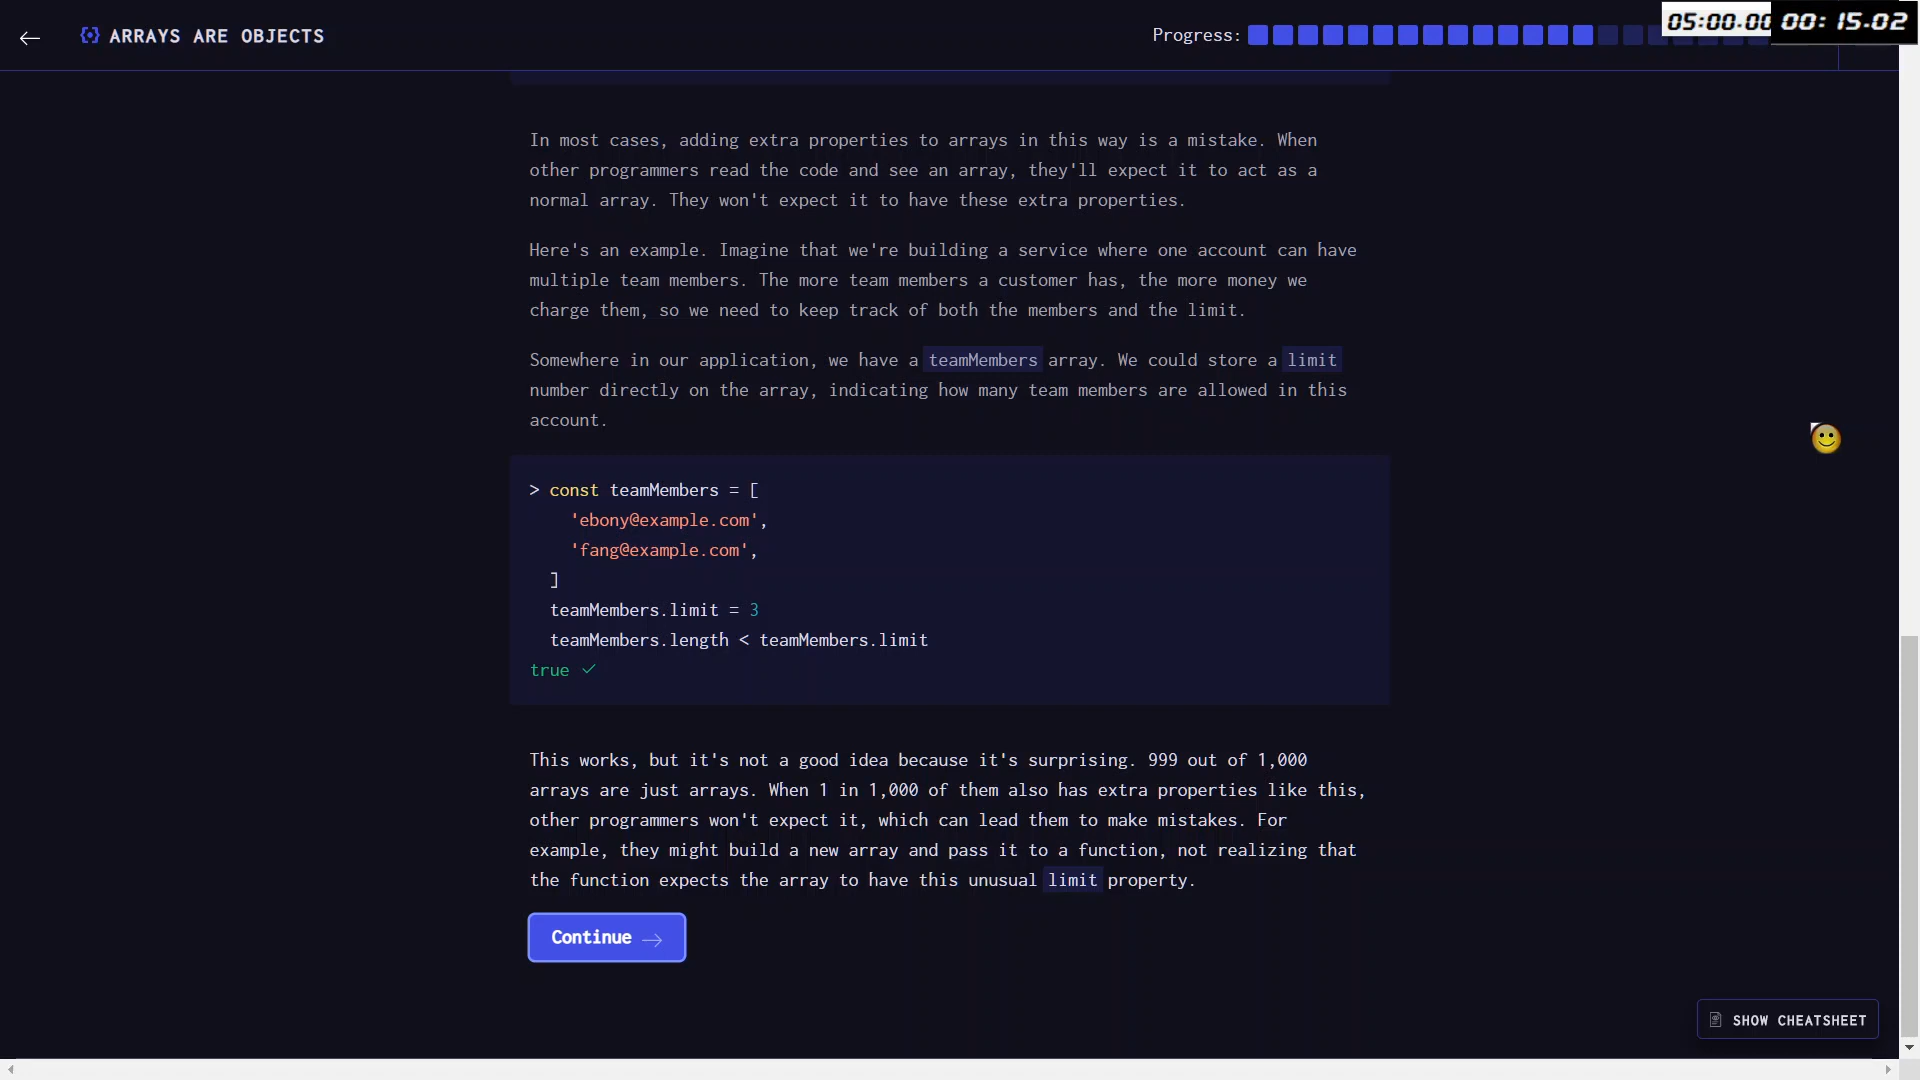 ARRAYS ARE OBJECTS
Progress:
05:00.00
00:15.02
In most cases, adding extra properties to arrays in this way is a mistake. When
other programmers read the code and see an array, they'll expect it to act as a
normal array. They won't expect it to have these extra properties.
Here's an example. Imagine that we're building a service where one account can have
multiple team members. The more team members a customer has, the more money we
charge them, so we need to keep track of both the members and the limit.
Somewhere in our application, we have a teamMembers array. We could store a limit
number directly on the array, indicating how many team members are allowed in this
account.
> const teamMembers = [
'ebony@example.com',
'fang@example.com',
]
teamMembers.limit = 3
teamMembers.length < teamMembers.limit
true ✓
This works, but it's not a good idea because it's surprising. 999 out of 1,000
arrays are just arrays. When 1 in 1,000 of them also has extra properties like this,
other programmers won't expect it, which can lead them to make mistakes. For
example, they might build a new array and pass it to a function, not realizing that
the function expects the array to have this unusual limit property.
Continue →
SHOW CHEATSHEET